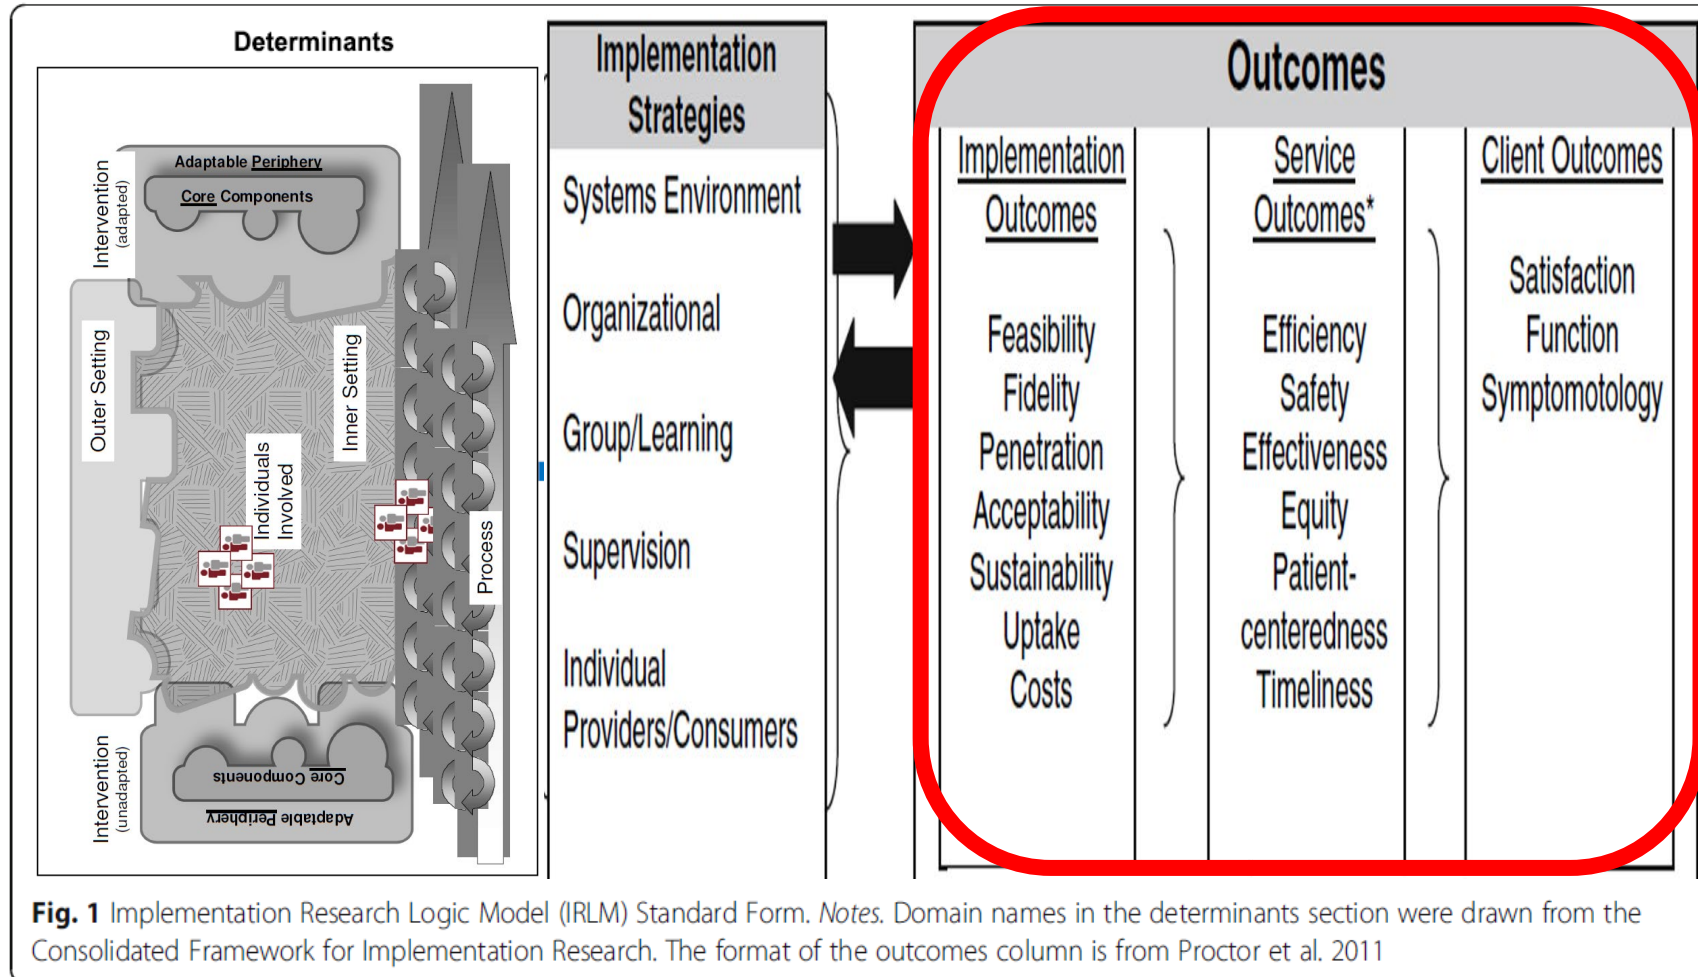 Determinants
Intervention
(adapted)
Adaptable Periphery
Core Components
Outer Setting
Individuals
Involved
Inner Setting
Process
Intervention
(unadapted)
Core Components
Adaptable Periphery
Implementation
Strategies
Systems Environment
Organizational
Group/Learning
Supervision
Individual
Providers/Consumers
Outcomes
Implementation
Outcomes
Feasibility
Fidelity
Penetration
Acceptability
Sustainability
Uptake
Costs
Service
Outcomes*
Efficiency
Safety
Effectiveness
Equity
Patient-
centeredness
Timeliness
Client Outcomes
Satisfaction
Function
Symptomotology
Fig. 1 Implementation Research Logic Model (IRLM) Standard Form. Notes. Domain names in the determinants section were drawn from the
Consolidated Framework for Implementation Research. The format of the outcomes column is from Proctor et al. 2011